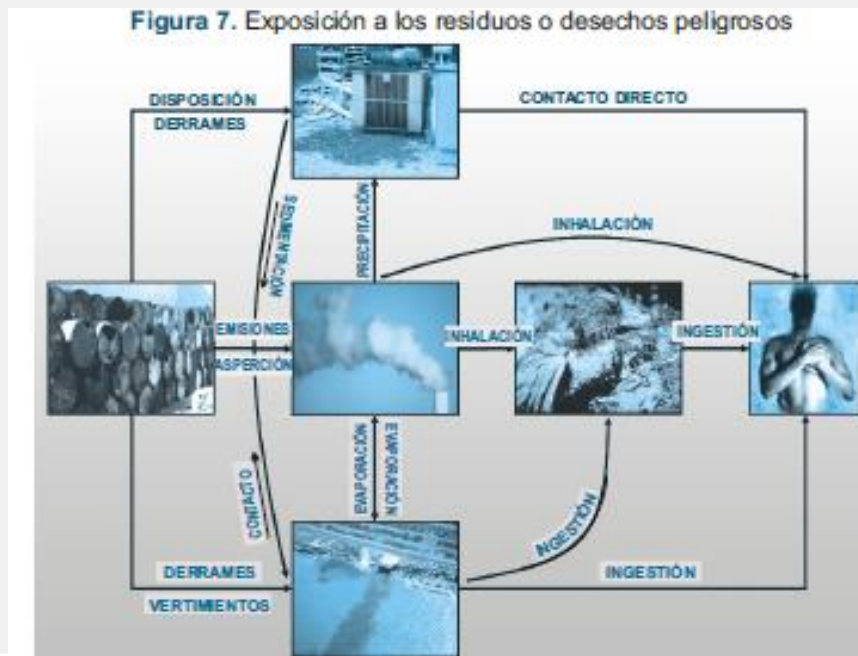 Figura 7. Exposición a los residuos o desechos peligrosos
DISPOSICIÓN
DERRAMES
CONTACTO DIRECTO
SEDIMENTACIÓN
PRECIPITACIÓN
INHALACIÓN
EMISIONES
ASPERCIÓN
INHALACIÓN
INGESTIÓN
EVAPORACIÓN
EVAPORACIÓN
CONTACTO
INGESTIÓN
DERRAMES
VERTIMIENTOS
INGESTIÓN